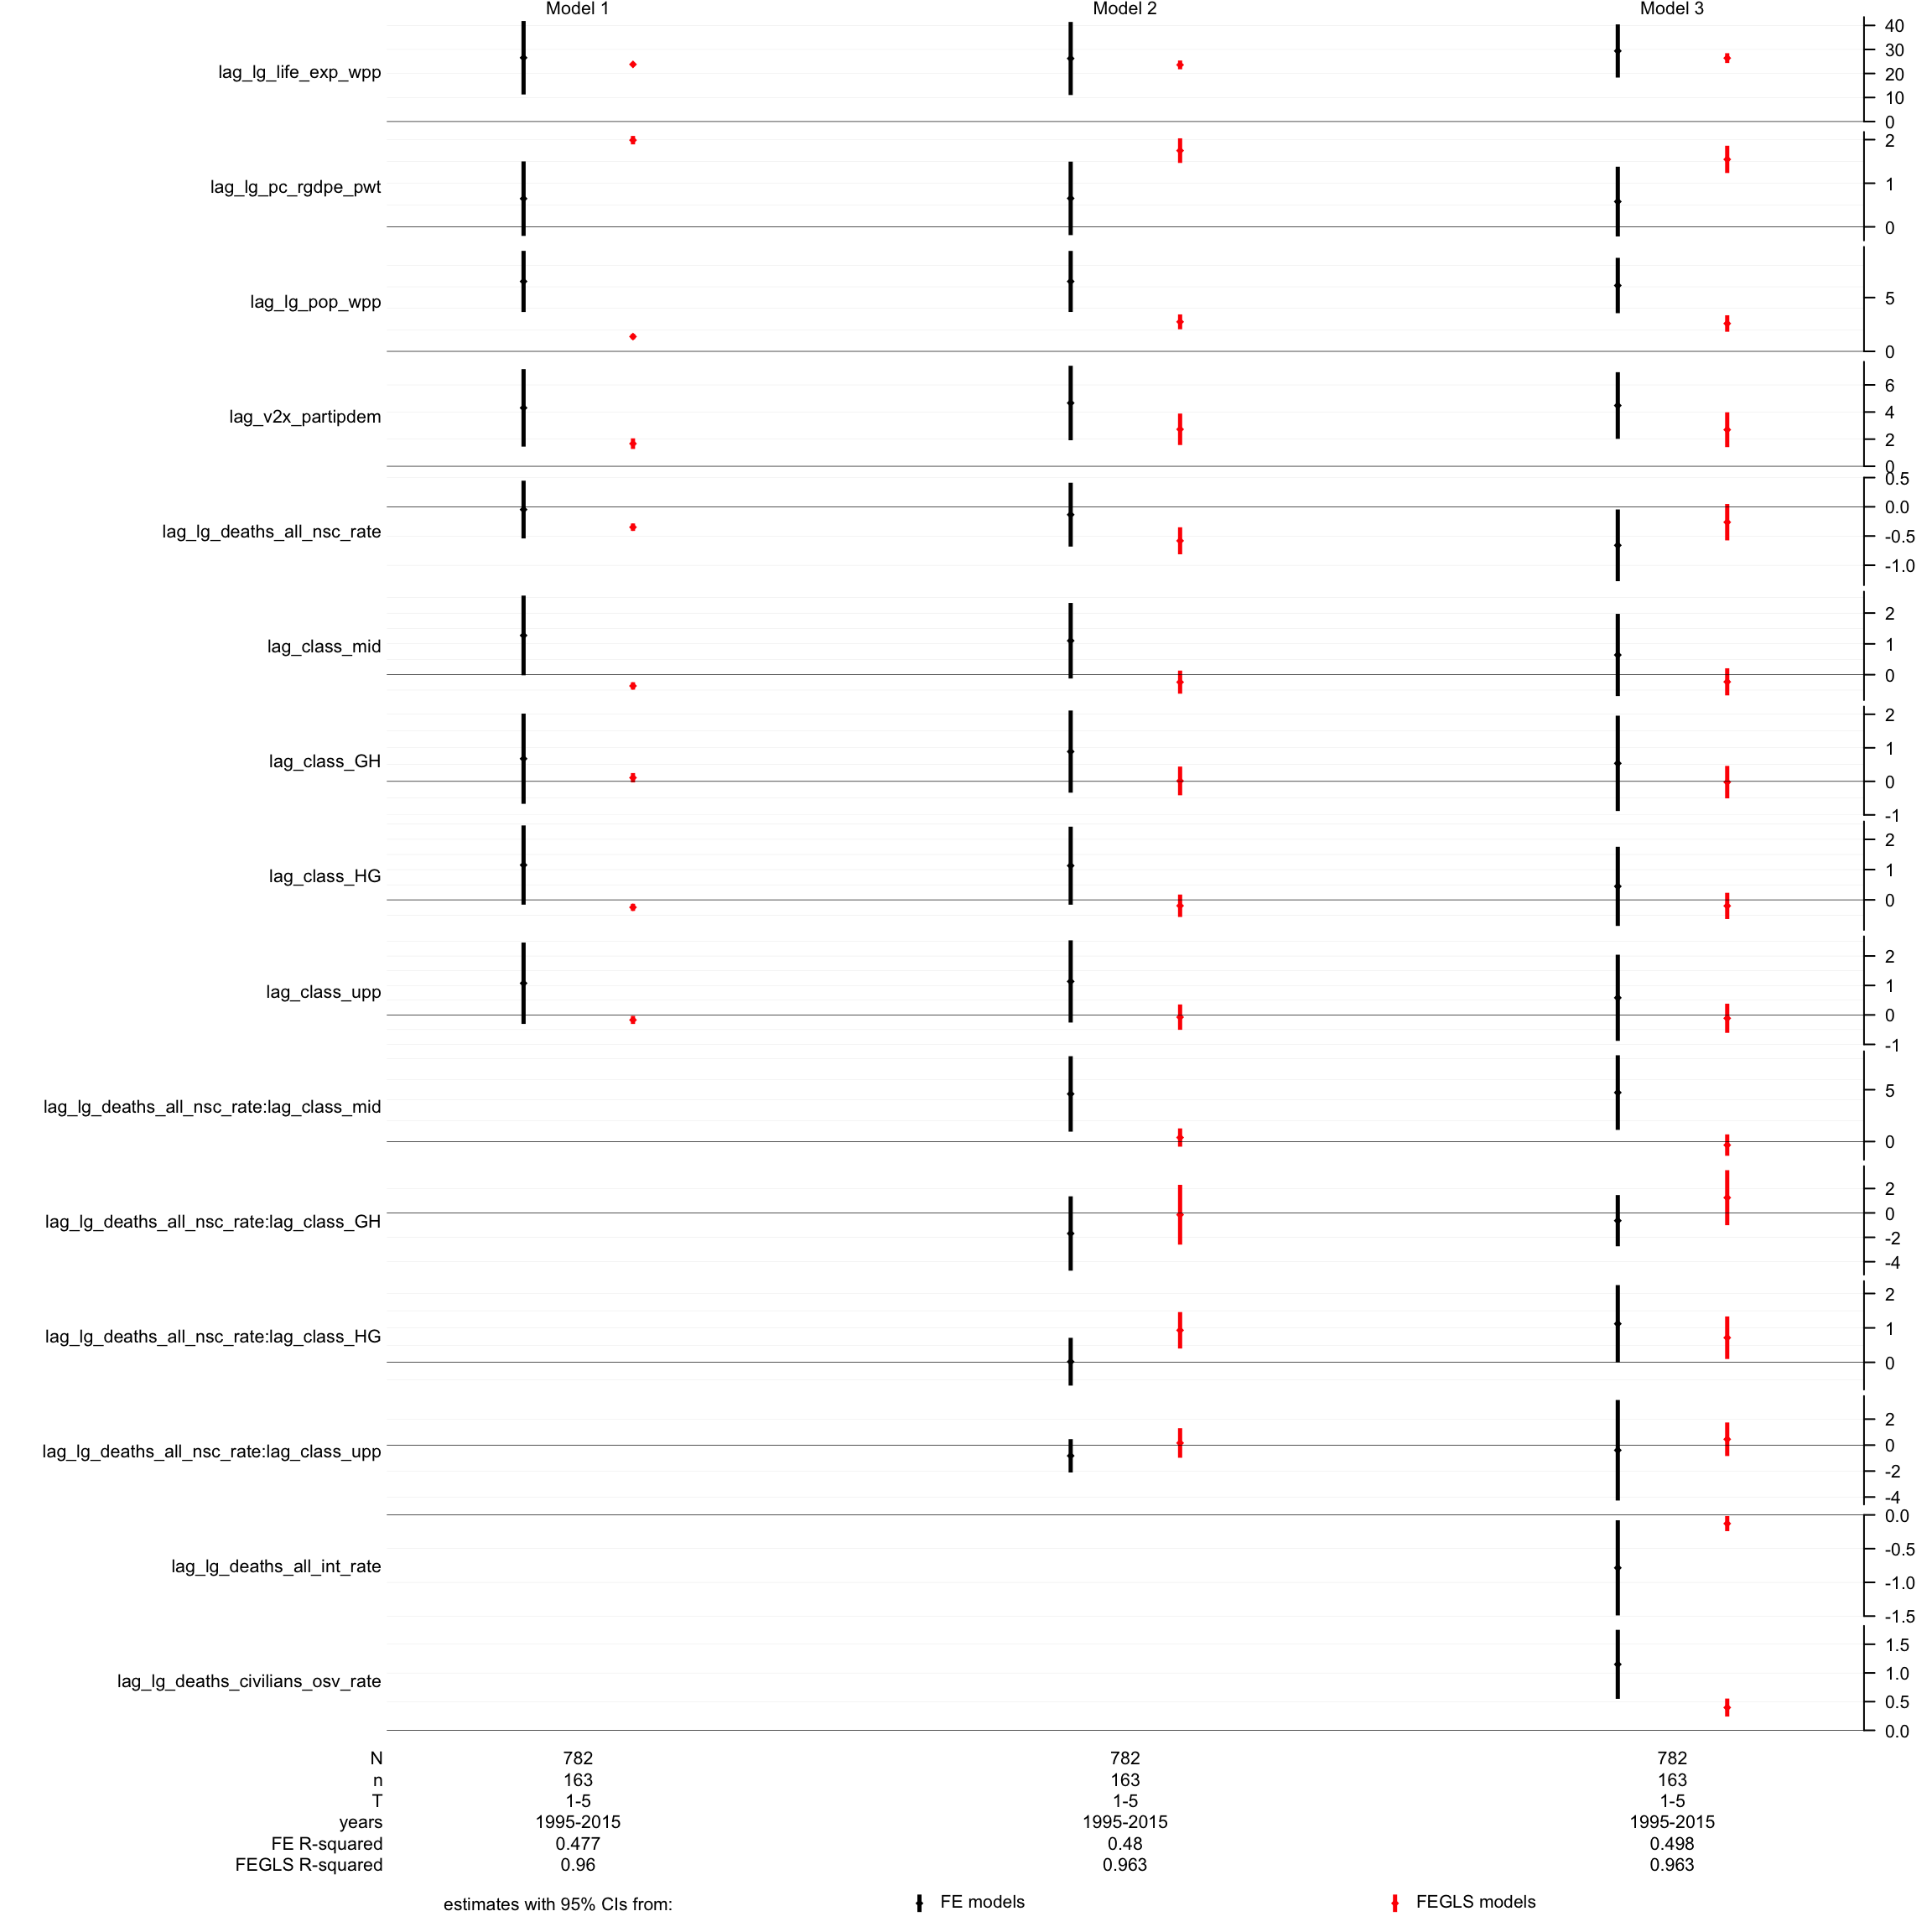 Model 1 Model 2 Model 3
lag_lg_life_exp_wpp
40
30
20
10
0
lag_lg_pc_rgdpe_pwt
2
1
0
lag_lg_pop_wpp
5
0
lag_v2x_partipdem
6
4
2
0
lag_lg_deaths_all_nsc_rate
0.5
0.0
-0.5
-1.0
lag_class_mid
2
1
0
lag_class_GH
2
1
0
-1
lag_class_HG
2
1
0
lag_class_upp
2
1
0
-1
lag_lg_deaths_all_nsc_rate:lag_class_mid
5
0
lag_lg_deaths_all_nsc_rate:lag_class_GH
2
0
-2
-4
lag_lg_deaths_all_nsc_rate:lag_class_HG
2
1
0
lag_lg_deaths_all_nsc_rate:lag_class_upp
2
0
-2
-4
lag_lg_deaths_all_int_rate
0.0
-0.5
-1.0
-1.5
lag_lg_deaths_civilians_osv_rate
1.5
1.0
0.5
0.0
N 782 782 782
n 163 163 163
T 1-5 1-5 1-5
years 1995-2015 1995-2015 1995-2015
FE R-squared 0.477 0.48 0.498
FEGLS R-squared 0.96 0.963 0.963
estimates with 95% CIs from: FE models FEGLS models